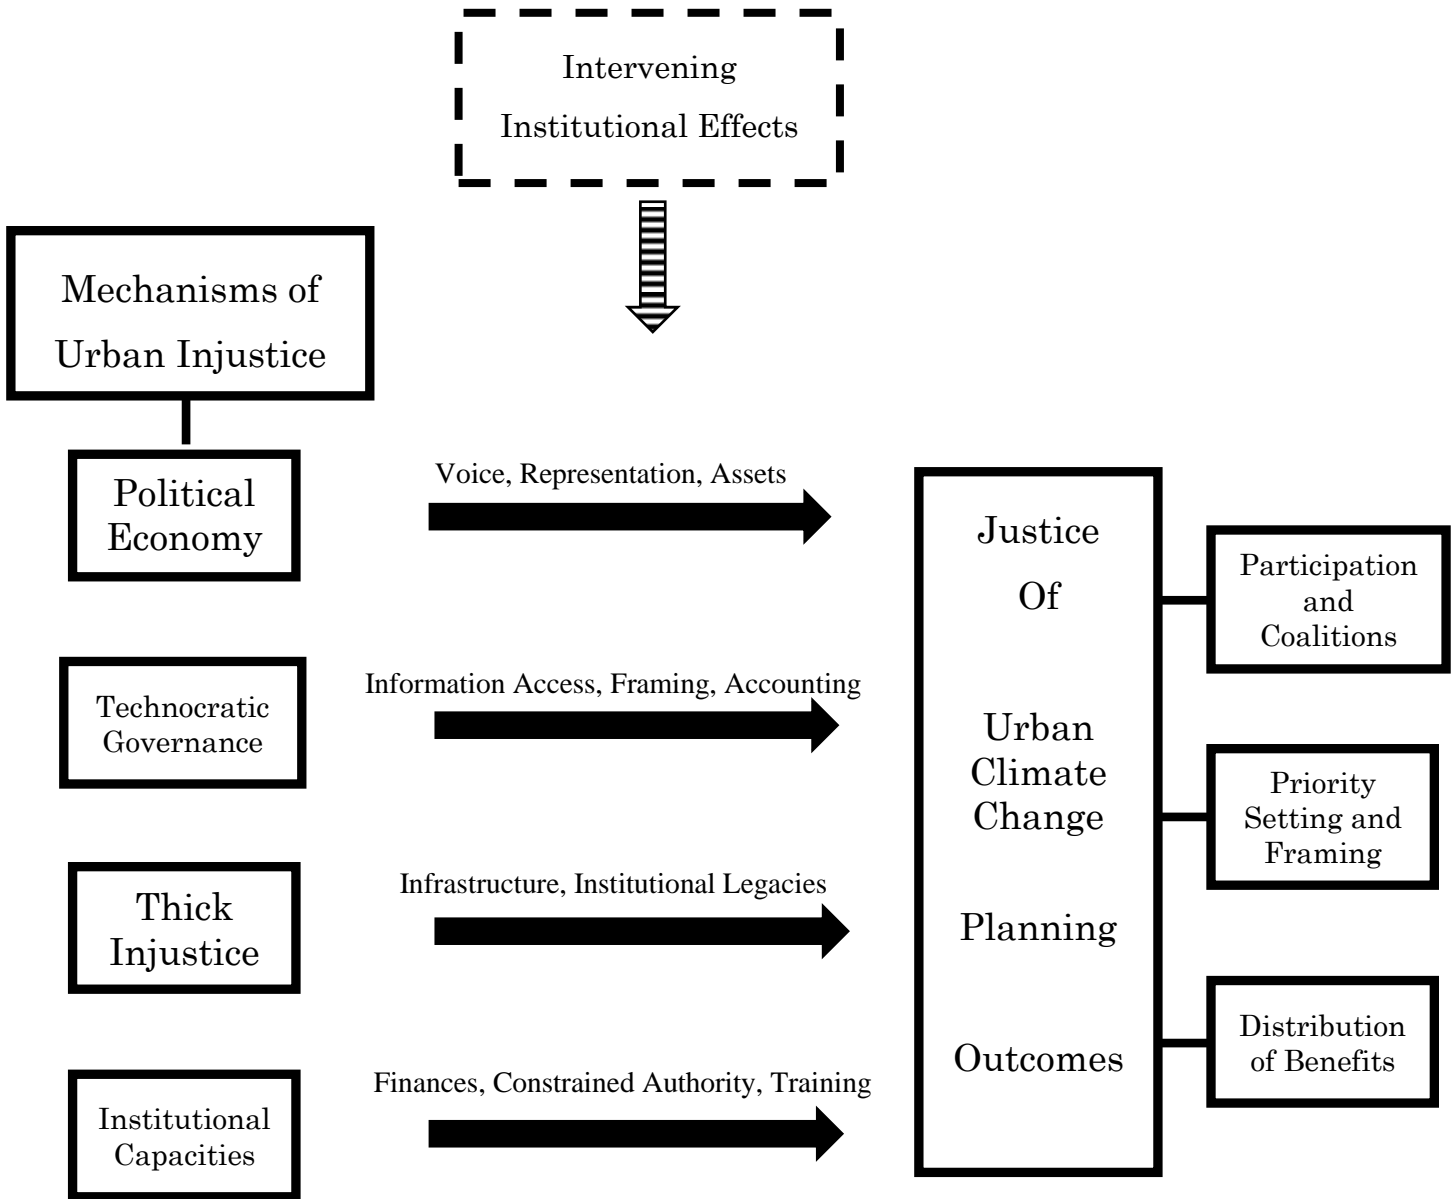 Intervening
Institutional Effects
Mechanisms of
Urban Injustice
Political
Economy
Voice, Representation, Assets
Technocratic
Governance
Information Access, Framing, Accounting
Thick
Injustice
Infrastructure, Institutional Legacies
Institutional
Capacities
Finances, Constrained Authority, Training
Justice
Of
Urban
Climate
Change
Planning
Outcomes
Participation
and
Coalitions
Priority
Setting and
Framing
Distribution
of Benefits